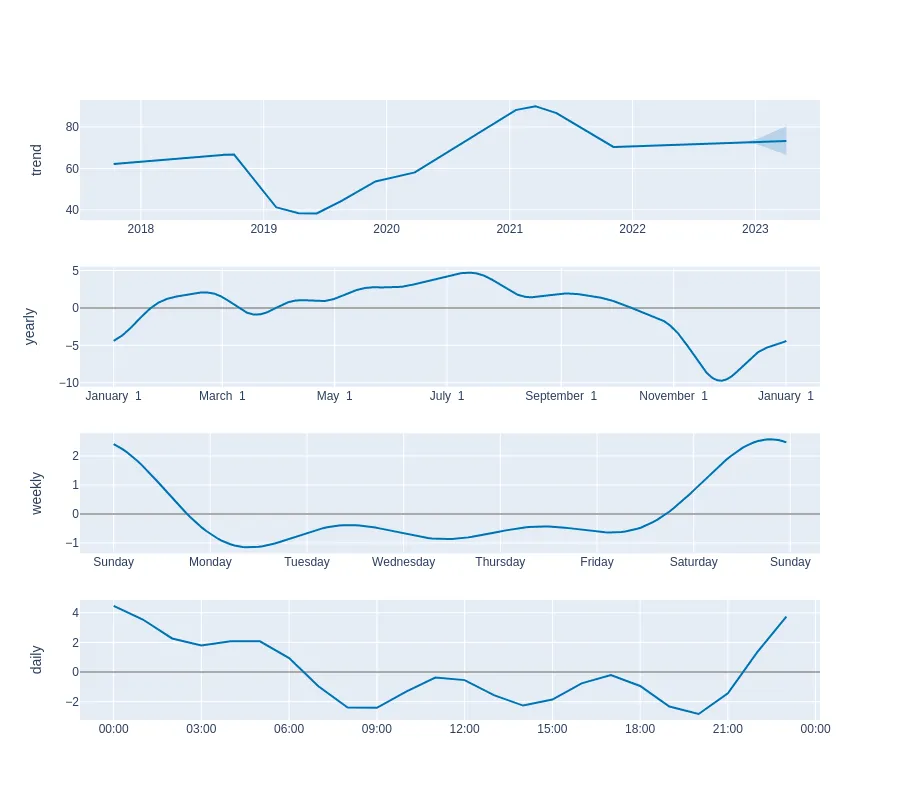 trend
80
60
40
2018 2019 2020 2021 2022 2023
yearly
5
0
−5
−10
January 1 March 1 May 1 July 1 September 1 November 1 January 1
weekly
2
1
0
−1
Sunday Monday Tuesday Wednesday Thursday Friday Saturday Sunday
daily
4
2
0
−2
00:00 03:00 06:00 09:00 12:00 15:00 18:00 21:00 00:00